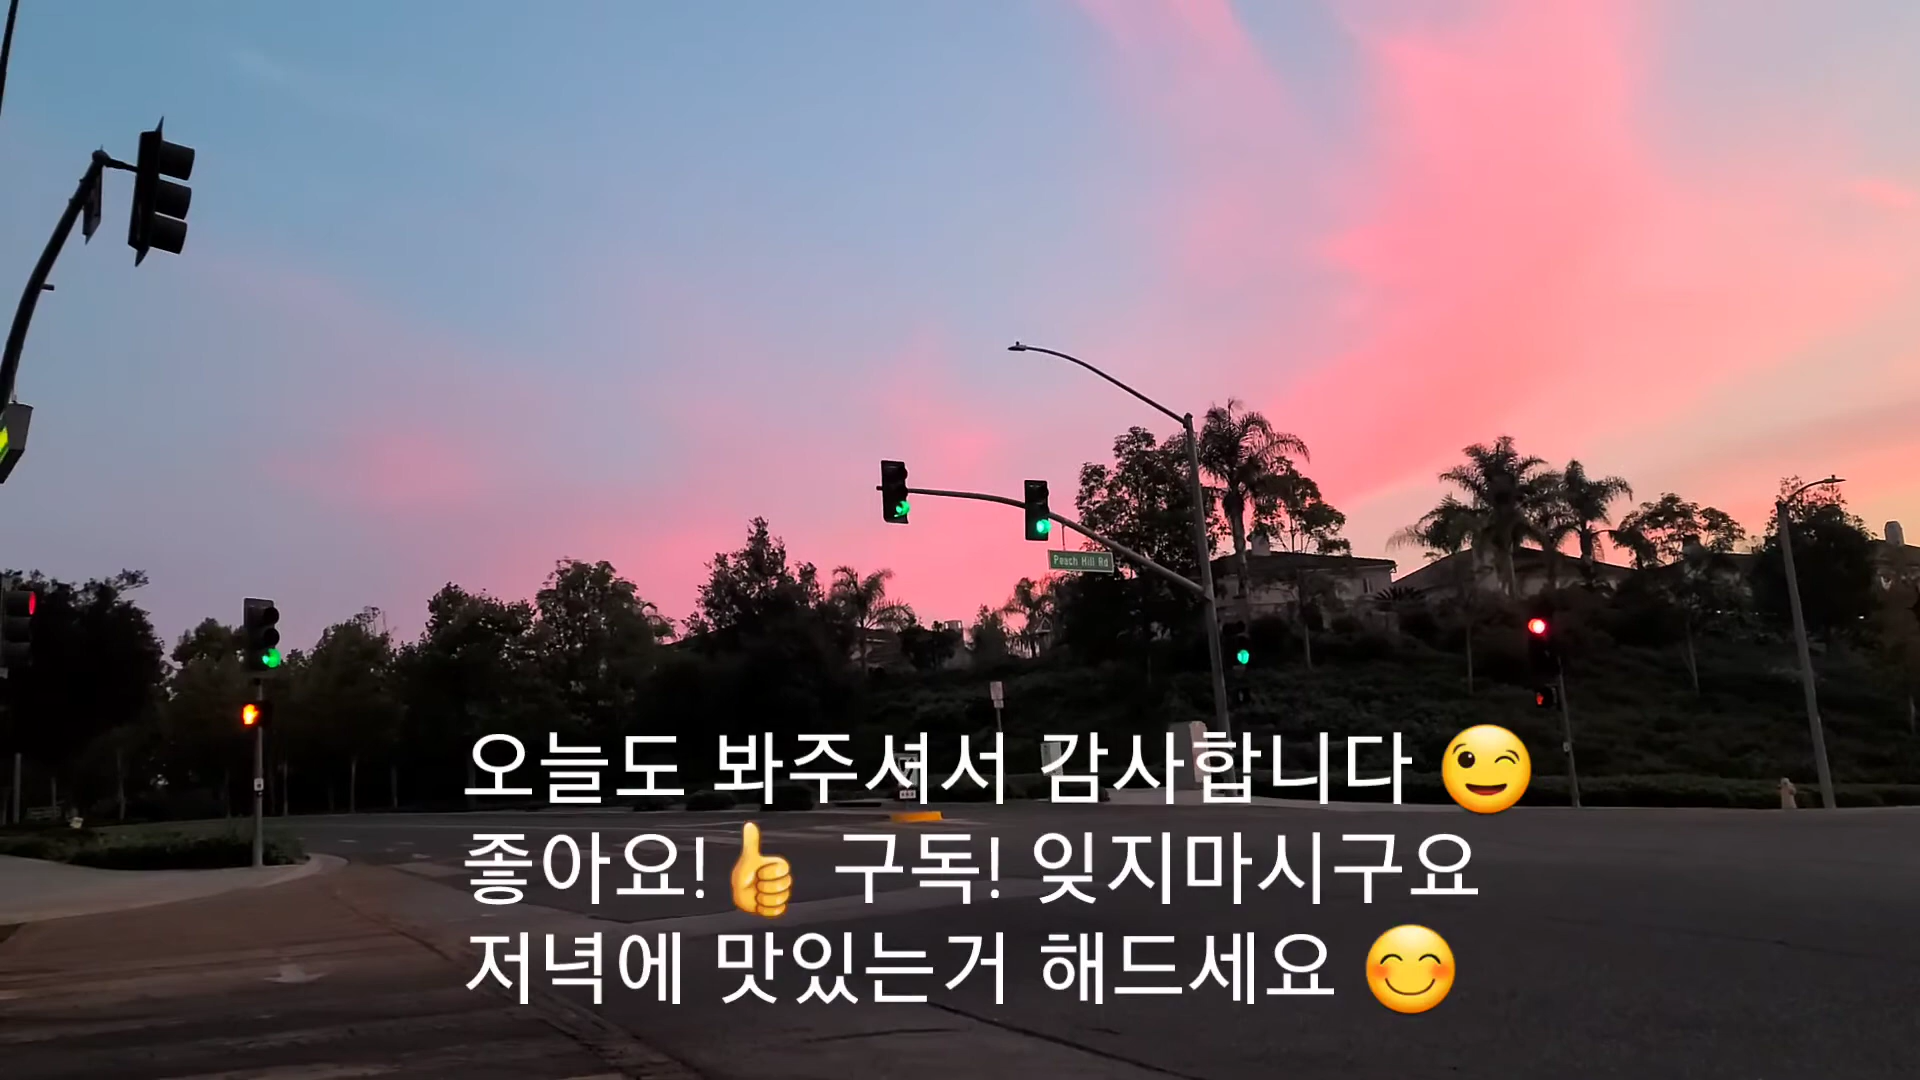 Peach Hill Rd
오늘도 봐주셔서 감사합니다 😉
좋아요!👍 구독! 잊지마시구요
저녁에 맛있는거 해드세요 😊